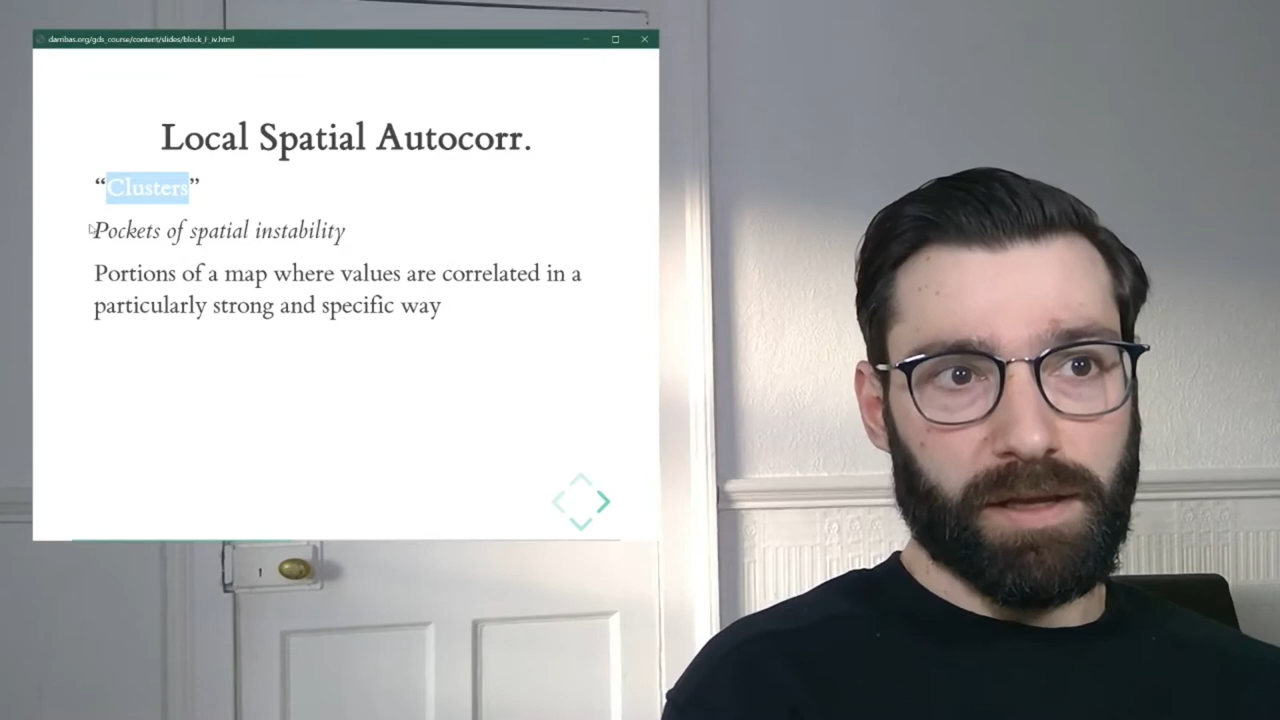 darribas.org/gds_course/content/slides/block_F_iv.html
Local Spatial Autocorr.
“Clusters”
Pockets of spatial instability
Portions of a map where values are correlated in a
particularly strong and specific way